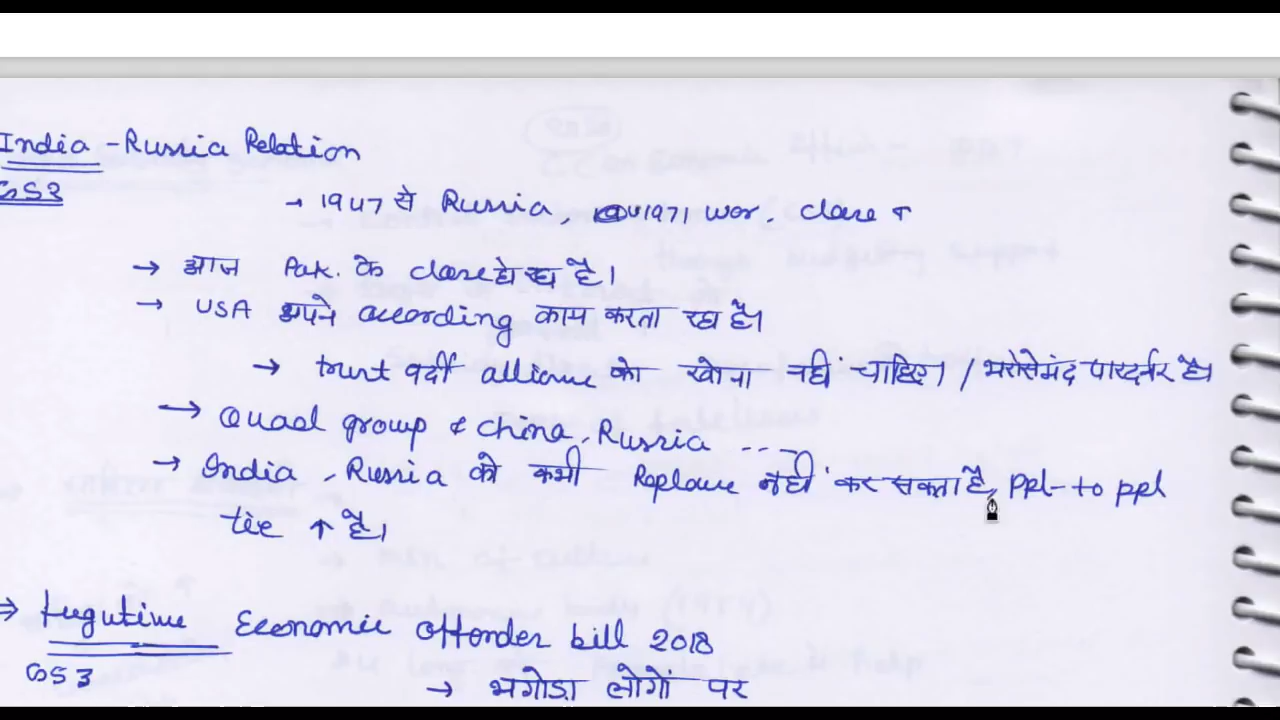 India - Russia Relation
GS2
→ 1947 से Russia, 1971 war. close
→ आज Pak. के close हो रहा है।
→ USA अपने according काम करता रहा है।
→ trust वर्दी alliance को खोना नहीं चाहिए। / भरोसेमंद पार्टनर है।
→ Quad group & China, Russia ----
→ India, Russia को कभी Replace नहीं कर सकता है, ppl-to ppl
tie ↑ है।
⇒ Fugutive Economic offender bill 2018
GS3
→ भगोडा लोगों पर